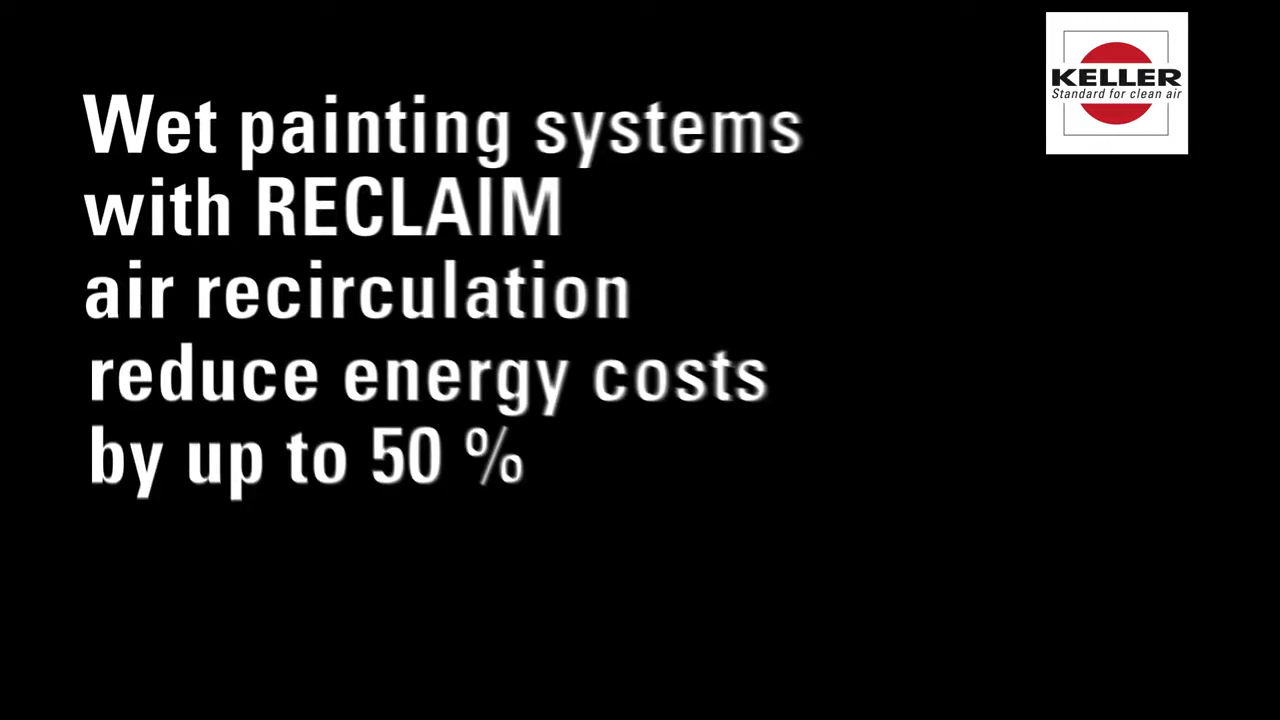 Wet painting systems
with RECLAIM
air recirculation
reduce energy costs
by up to 50 %
KELLER
Standard for clean air